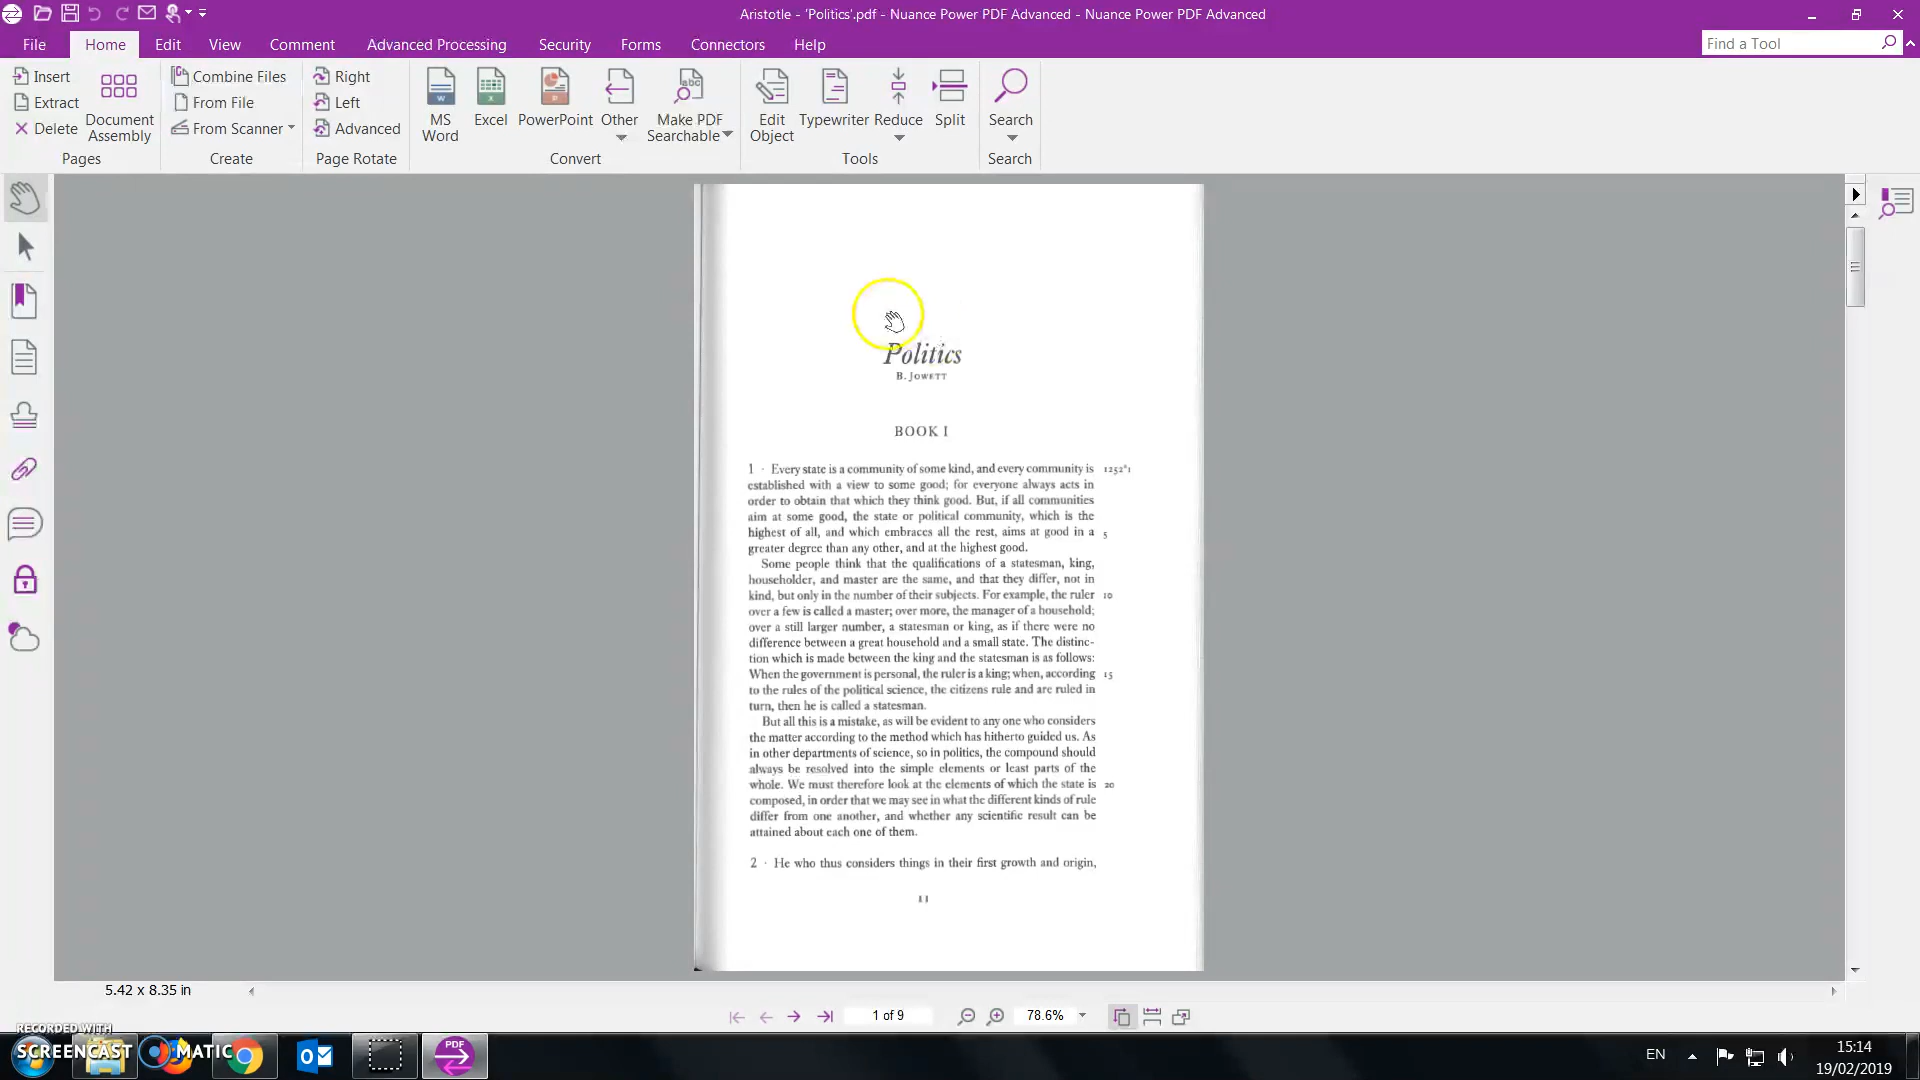 Aristotle - 'Politics'.pdf - Nuance Power PDF Advanced - Nuance Power PDF Advanced
File Home Edit View Comment Advanced Processing Security Forms Connectors Help
Find a Tool
Insert
Extract
Delete
Document
Assembly
Pages
Combine Files
From File
From Scanner
Create
Right
Left
Advanced
Page Rotate
MS
Word
Excel
PowerPoint
Other
Make PDF
Searchable
Convert
Edit
Object
Typewriter
Reduce
Split
Tools
Search
Search
Politics
B. JOWETT
BOOK I
1 · Every state is a community of some kind, and every community is 1252ª1
established with a view to some good; for everyone always acts in
order to obtain that which they think good. But, if all communities
aim at some good, the state or political community, which is the
highest of all, and which embraces all the rest, aims at good in a 5
greater degree than any other, and at the highest good.
Some people think that the qualifications of a statesman, king,
householder, and master are the same, and that they differ, not in
kind, but only in the number of their subjects. For example, the ruler 10
over a few is called a master; over more, the manager of a household;
over a still larger number, a statesman or king, as if there were no
difference between a great household and a small state. The distinc-
tion which is made between the king and the statesman is as follows:
When the government is personal, the ruler is a king; when, according 15
to the rules of the political science, the citizens rule and are ruled in
turn, then he is called a statesman.
But all this is a mistake, as will be evident to any one who considers
the matter according to the method which has hitherto guided us. As
in other departments of science, so in politics, the compound should
always be resolved into the simple elements or least parts of the
whole. We must therefore look at the elements of which the state is 20
composed, in order that we may see in what the different kinds of rule
differ from one another, and whether any scientific result can be
attained about each one of them.
2 · He who thus considers things in their first growth and origin,
11
5.42 x 8.35 in
1 of 9
78.6%
RECORDED WITH
SCREENCAST MATIC
PDF
EN
15:14
19/02/2019